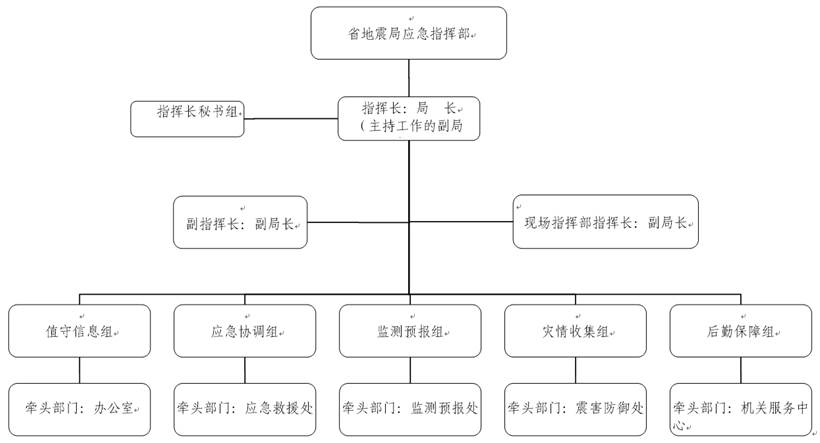 省地震局应急指挥部
指挥长秘书组
指挥长：局　长
（主持工作的副局
副指挥长：副局长
现场指挥部指挥长：副局长
值守信息组
应急协调组
监测预报组
灾情收集组
后勤保障组
牵头部门：办公室
牵头部门：应急救援处
牵头部门：监测预报处
牵头部门：震害防御处
牵头部门：机关服务中
心